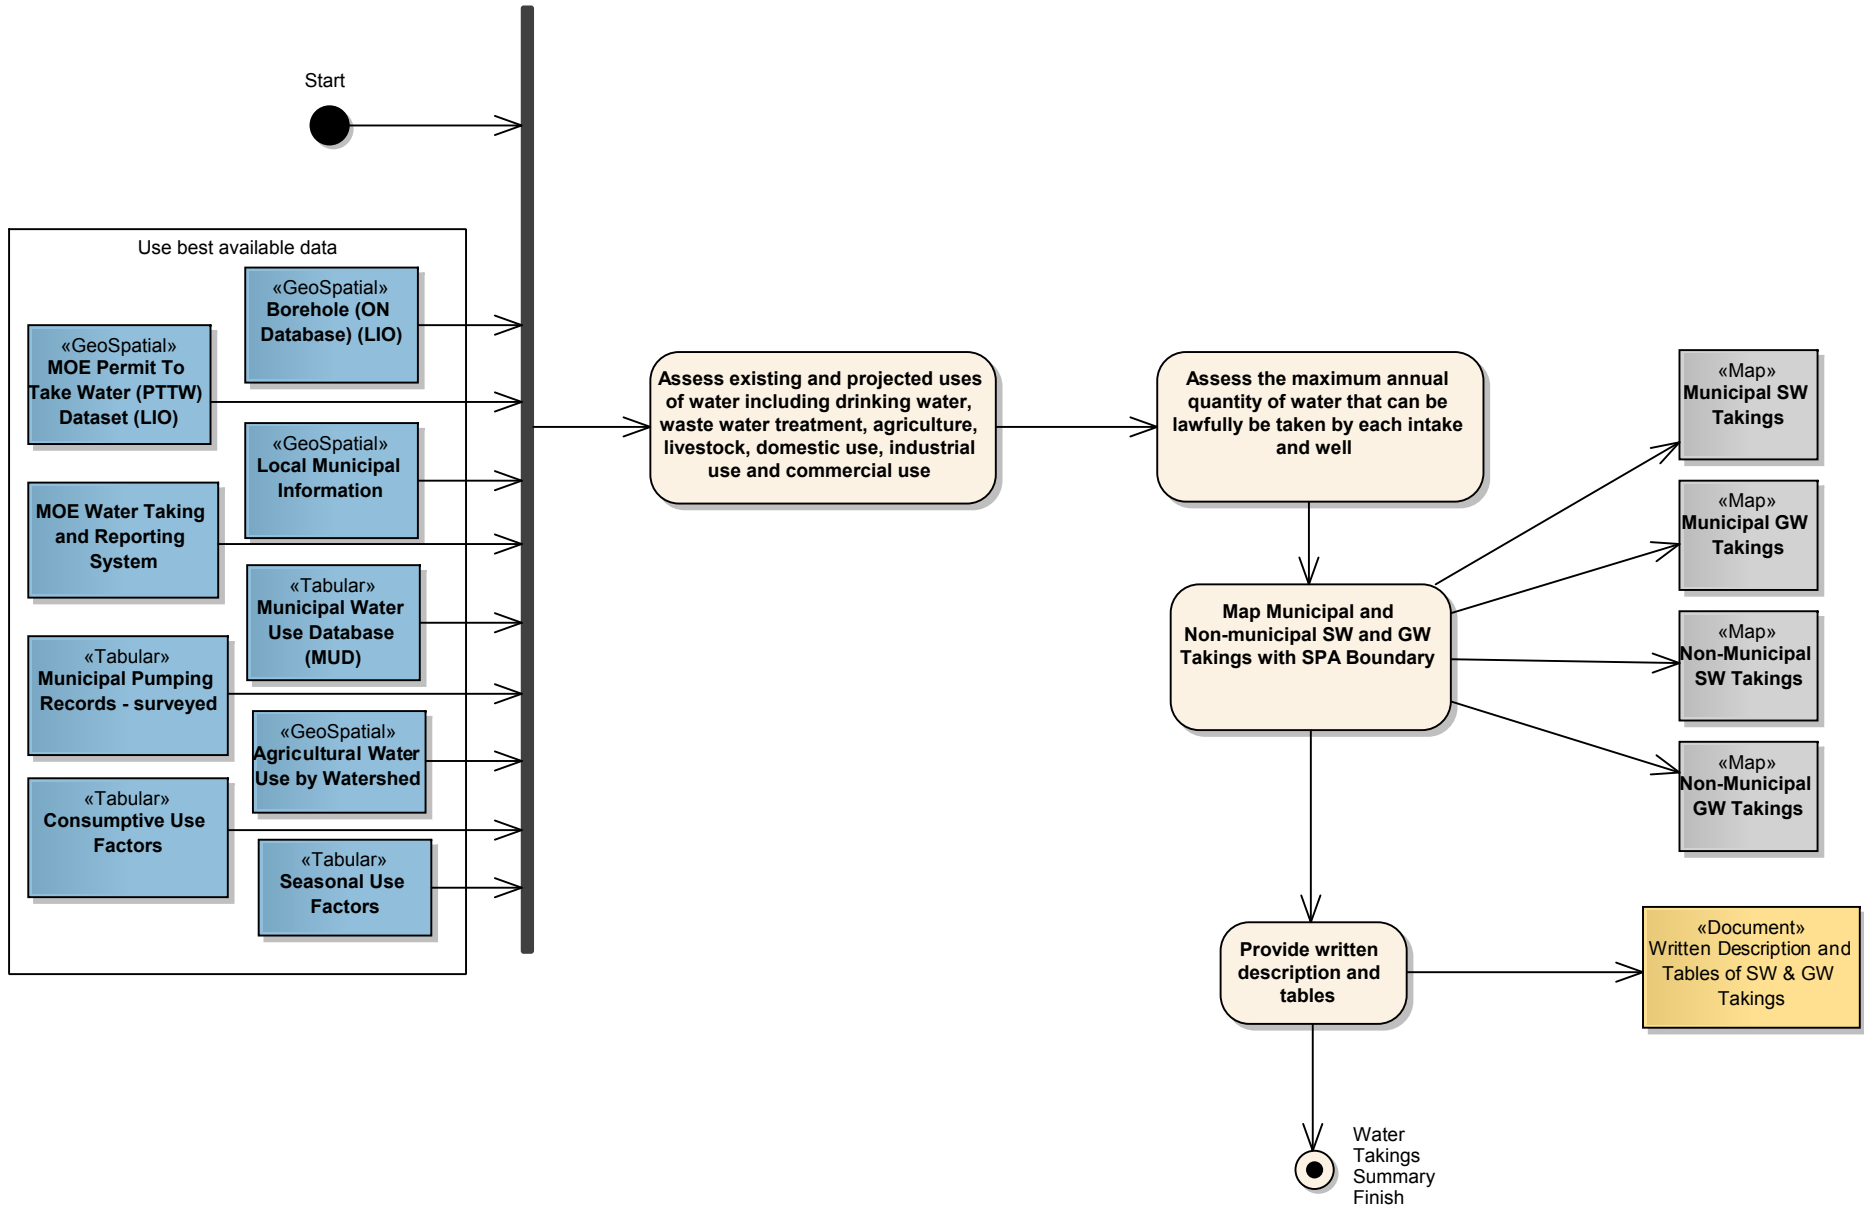 Start
Use best available data
«GeoSpatial»
Borehole (ON
Database) (LIO)
«GeoSpatial»
MOE Permit To
Take Water (PTTW)
Dataset (LIO)
«GeoSpatial»
Local Municipal
Information
MOE Water Taking
and Reporting
System
«Tabular»
Municipal Water
Use Database
(MUD)
«Tabular»
Municipal Pumping
Records - surveyed
«GeoSpatial»
Agricultural Water
Use by Watershed
«Tabular»
Consumptive Use
Factors
«Tabular»
Seasonal Use
Factors
Assess existing and projected uses
of water including drinking water,
waste water treatment, agriculture,
livestock, domestic use, industrial
use and commercial use
Assess the maximum annual
quantity of water that can be
lawfully be taken by each intake
and well
Map Municipal and
Non-municipal SW and GW
Takings with SPA Boundary
«Map»
Municipal SW
Takings
«Map»
Municipal GW
Takings
«Map»
Non-Municipal
SW Takings
«Map»
Non-Municipal
GW Takings
Provide written
description and
tables
«Document»
Written Description and
Tables of SW & GW
Takings
Water
Takings
Summary
Finish